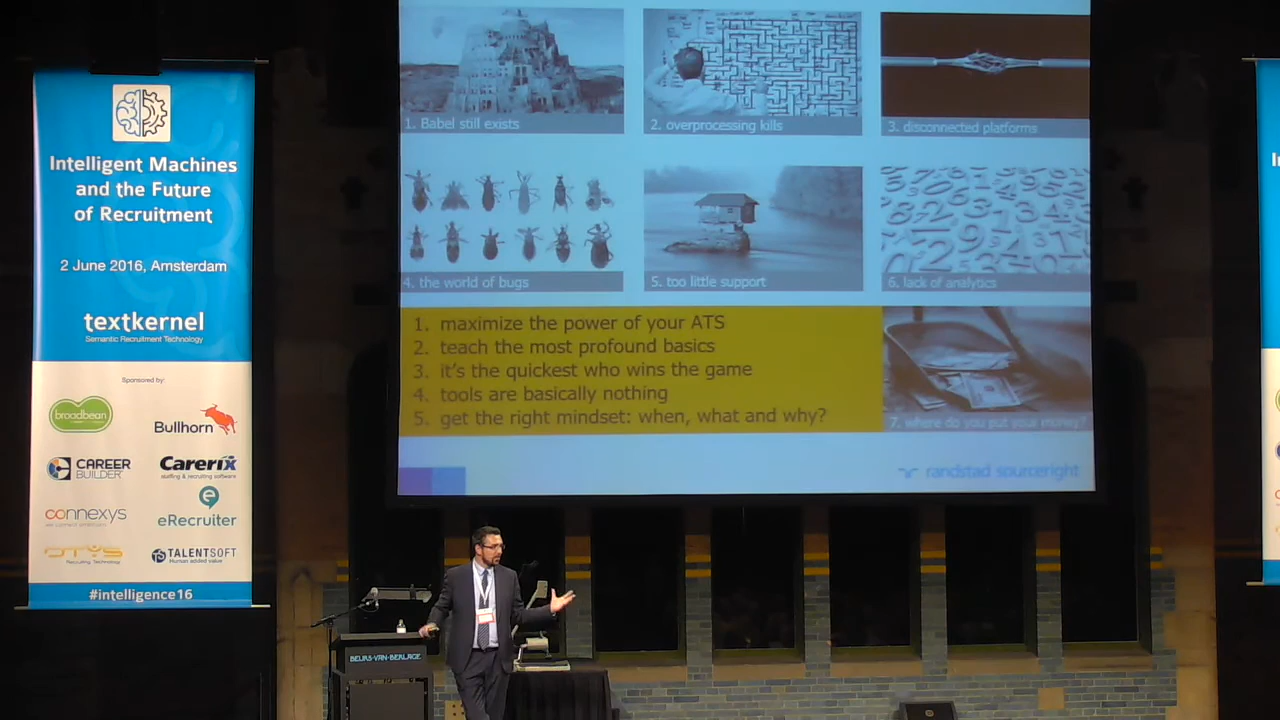 Intelligent Machines
and the Future
of Recruitment
2 June 2016, Amsterdam
textkernel
Semantic Recruitment Technology
Sponsored by:
broadbean
Bullhorn
CAREER
BUILDER
Carerix
staffing & recruiting software
connexys
eRecruiter
OTYS
Recruiting Technology
TALENTSOFT
Human added value
#intelligence16
1. Babel still exists
2. overprocessing kills
3. disconnected platforms
4. the world of bugs
5. too little support
6. lack of analytics
1. maximize the power of your ATS
2. teach the most profound basics
3. it's the quickest who wins the game
4. tools are basically nothing
5. get the right mindset: when, what and why?
7. where do you put your money?
randstad sourceright
BEURS-VAN-BERLAGE